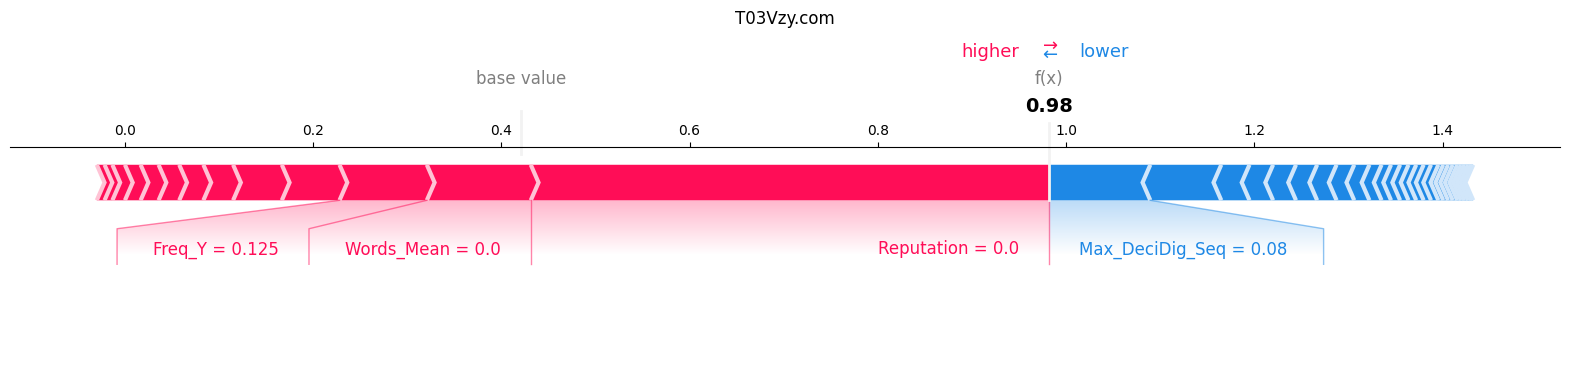 T03Vzy.com
higher ⇄ lower
base value f(x)
0.98
0.0 0.2 0.4 0.6 0.8 1.0 1.2 1.4
Freq_Y = 0.125 Words_Mean = 0.0 Reputation = 0.0 Max_DeciDig_Seq = 0.08